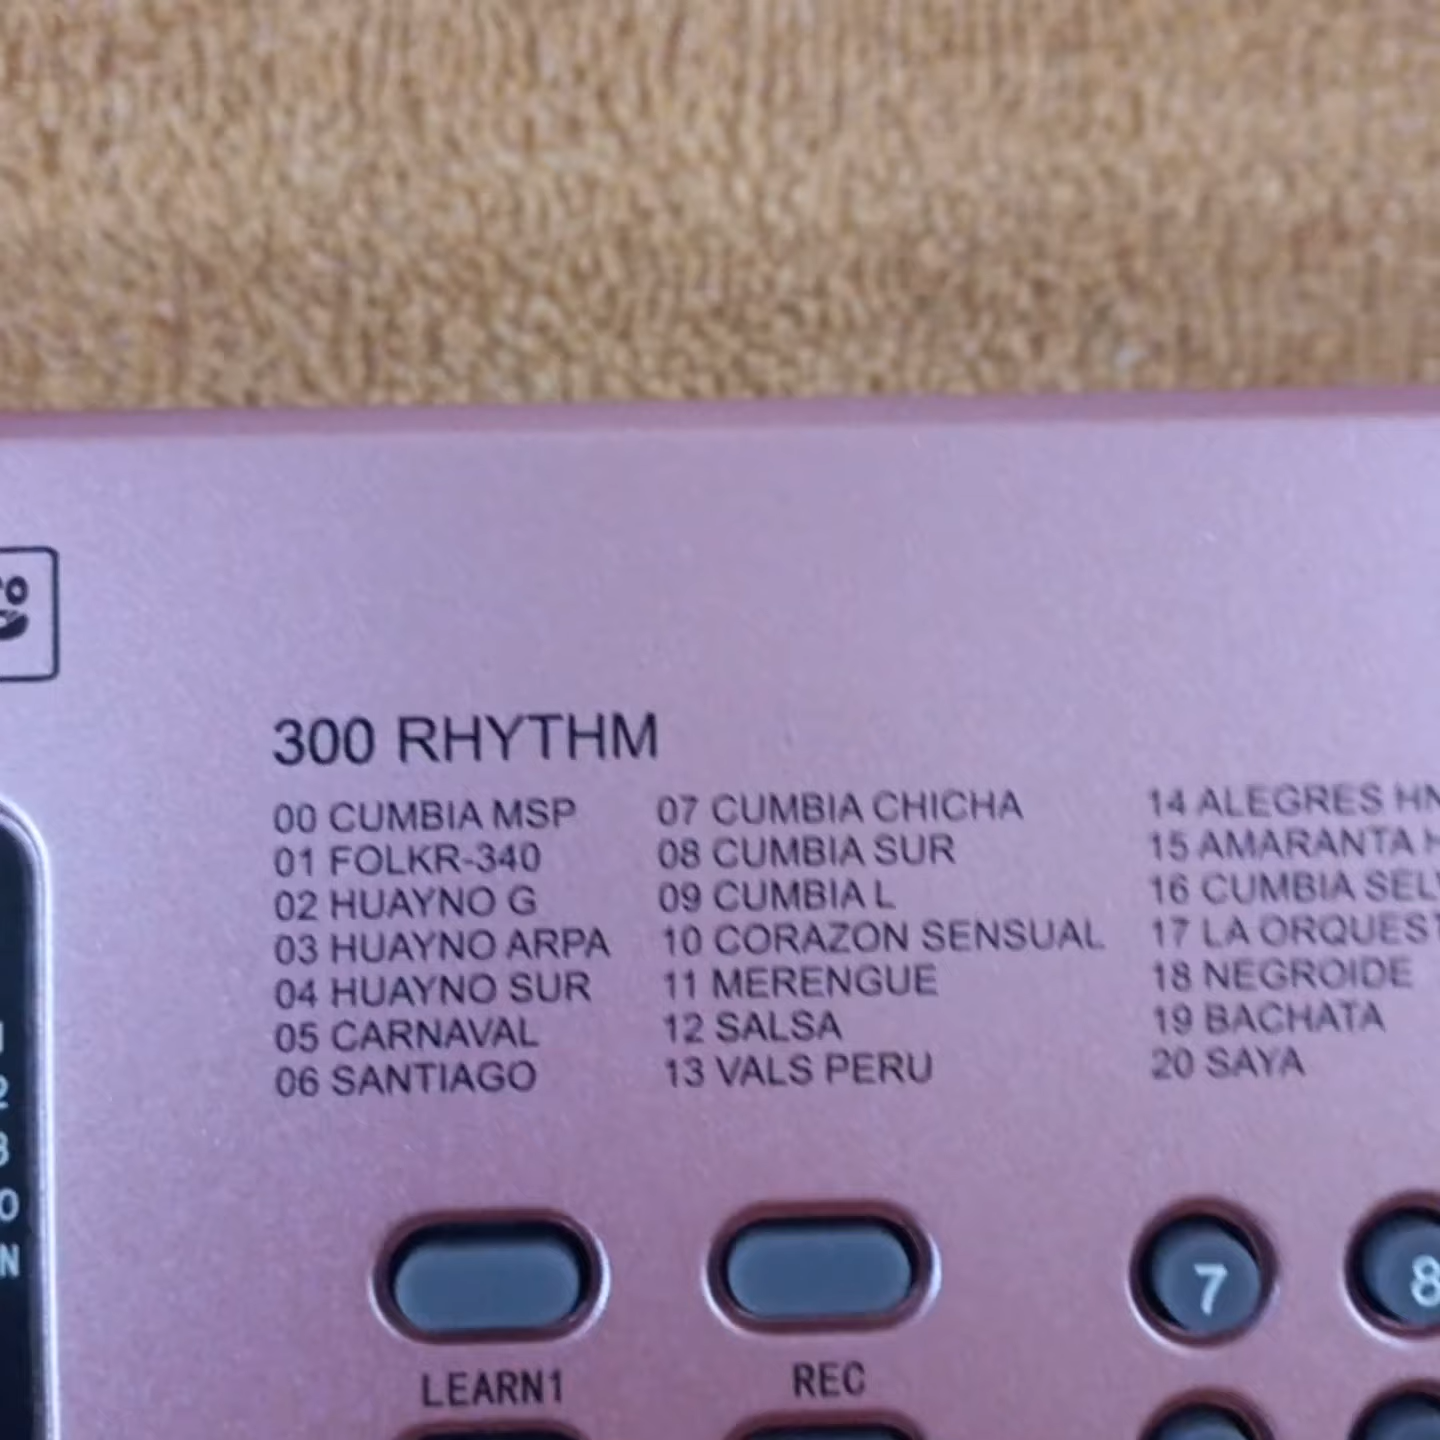 300 RHYTHM
00 CUMBIA MSP
01 FOLKR-340
02 HUAYNO G
03 HUAYNO ARPA
04 HUAYNO SUR
05 CARNAVAL
06 SANTIAGO
07 CUMBIA CHICHA
08 CUMBIA SUR
09 CUMBIA L
10 CORAZON SENSUAL
11 MERENGUE
12 SALSA
13 VALS PERU
14 ALEGRES
15 AMARANTA
16 CUMBIA
17 LA
18 NEGROIDE
19 BACHATA
20 SAYA
7 8
LEARN1 REC